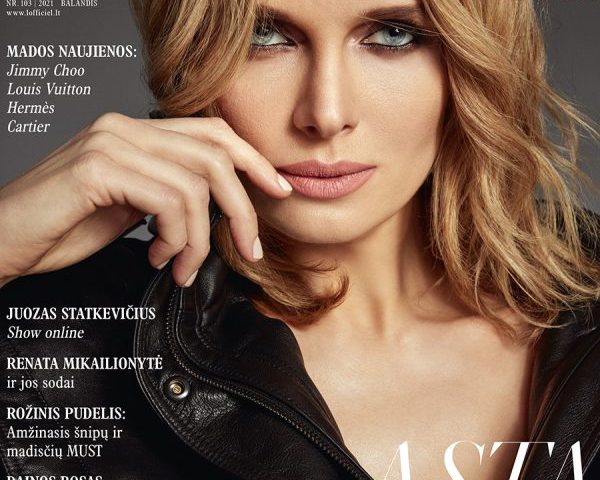 NR. 103 | 2021 BALANDIS
www.lofficiel.lt
MADOS NAUJIENOS:
Jimmy Choo
Louis Vuitton
Hermès
Cartier
JUOZAS STATKEVIČIUS
Show online
RENATA MIKAILIONYTĖ
ir jos sodai
ROŽINIS PUDELIS:
Amžinasis šnipų ir
madisčių MUST
DAINOS BOSAS
ASTA